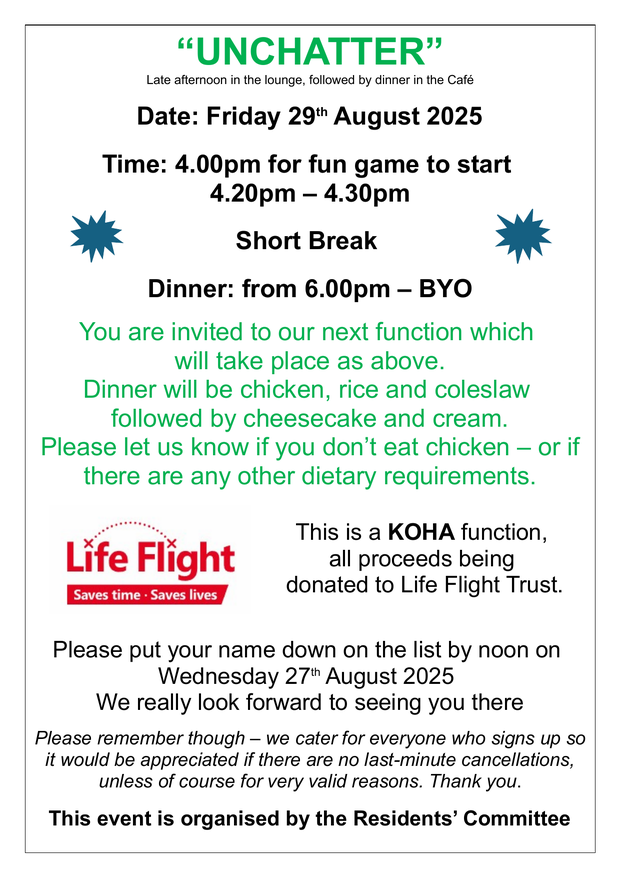 “UNCHATTER”
Late afternoon in the lounge, followed by dinner in the Café
Date: Friday 29th August 2025
Time: 4.00pm for fun game to start
4.20pm – 4.30pm
Short Break
Dinner: from 6.00pm – BYO
You are invited to our next function which
will take place as above.
Dinner will be chicken, rice and coleslaw
followed by cheesecake and cream.
Please let us know if you don’t eat chicken – or if
there are any other dietary requirements.
Life Flight
Saves time · Saves lives
This is a KOHA function,
all proceeds being
donated to Life Flight Trust.
Please put your name down on the list by noon on
Wednesday 27th August 2025
We really look forward to seeing you there
Please remember though – we cater for everyone who signs up so
it would be appreciated if there are no last-minute cancellations,
unless of course for very valid reasons. Thank you.
This event is organised by the Residents’ Committee